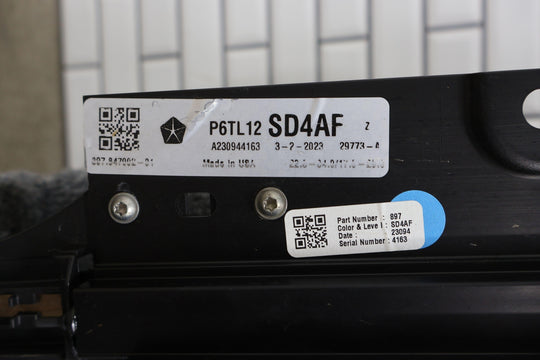 P6TL12 SD4AF Z
A230944163 3-2-2023 29773-A
Made in USA
Part Number : 897
Color & Level : SD4AF
Date : 23094
Serial Number : 4163